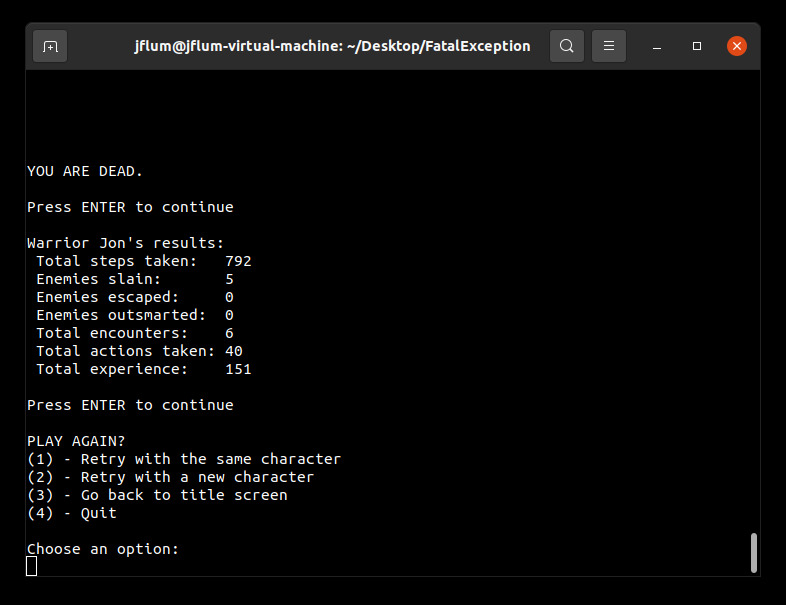 jflum@jflum-virtual-machine: ~/Desktop/FatalException
YOU ARE DEAD.
Press ENTER to continue
Warrior Jon's results:
Total steps taken: 792
Enemies slain: 5
Enemies escaped: 0
Enemies outsmarted: 0
Total encounters: 6
Total actions taken: 40
Total experience: 151
Press ENTER to continue
PLAY AGAIN?
(1) - Retry with the same character
(2) - Retry with a new character
(3) - Go back to title screen
(4) - Quit
Choose an option: